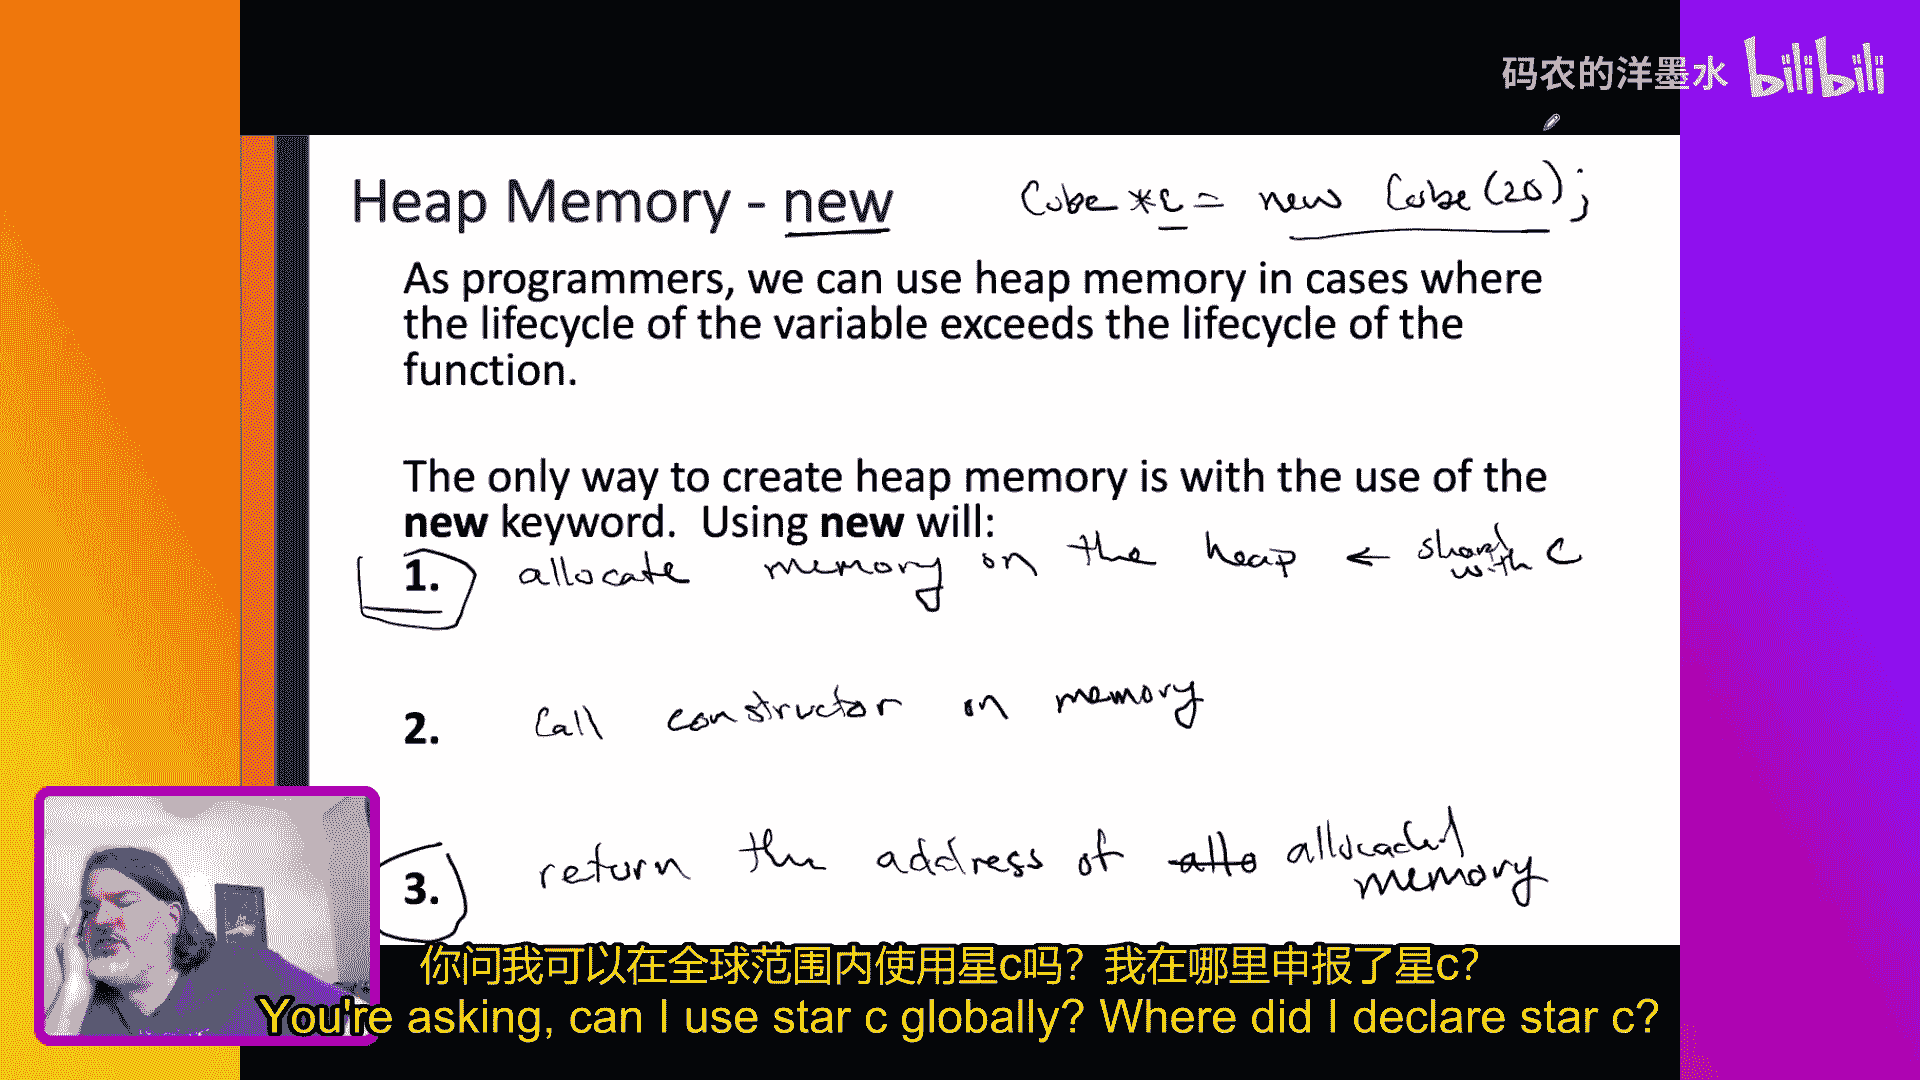 码农的洋墨水 bilibili
Heap Memory - new
Cube *c = new Cube(20);
As programmers, we can use heap memory in cases where
the lifecycle of the variable exceeds the lifecycle of the
function.
The only way to create heap memory is with the use of the
new keyword. Using new will:
1. allocate memory on the heap ← shared with C
2. Call constructor on memory
3. return the address of allo allocated memory
你问我可以在全球范围内使用星c吗？我在哪里申报了星c？
You're asking, can I use star c globally? Where did I declare star c?